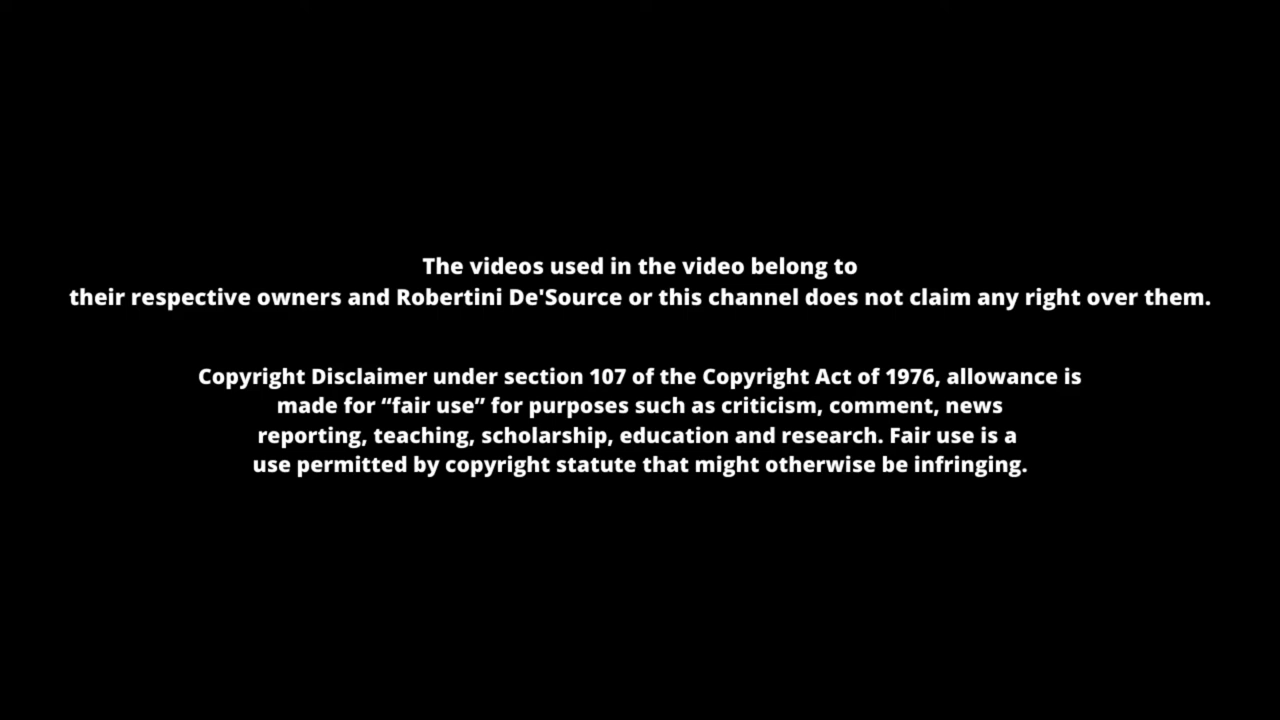 The videos used in the video belong to
their respective owners and Robertini De'Source or this channel does not claim any right over them.
Copyright Disclaimer under section 107 of the Copyright Act of 1976, allowance is
made for “fair use” for purposes such as criticism, comment, news
reporting, teaching, scholarship, education and research. Fair use is a
use permitted by copyright statute that might otherwise be infringing.